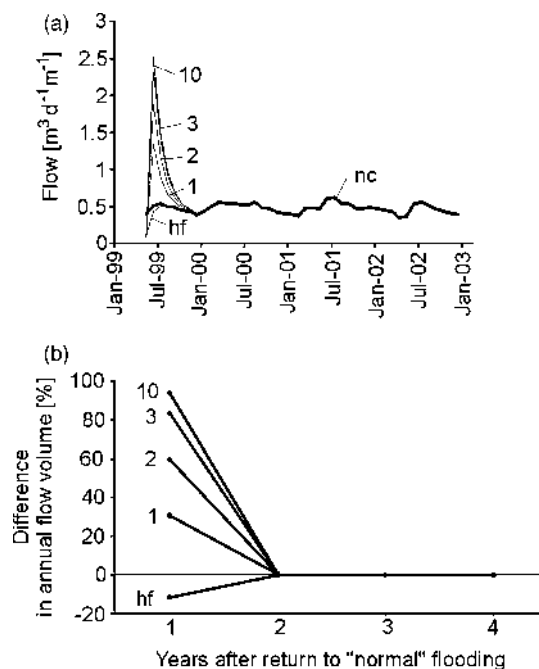 (a)
Flow [m³ d⁻¹m⁻¹]
3
2.5
2
1.5
1
0.5
0
10
3
2
1
hf
nc
Jan-99
Jul-99
Jan-00
Jul-00
Jan-01
Jul-01
Jan-02
Jul-02
Jan-03
(b)
Difference
in annual flow volume [%]
100
80
60
40
20
0
-20
10
3
2
1
hf
1 2 3 4
Years after return to "normal" flooding